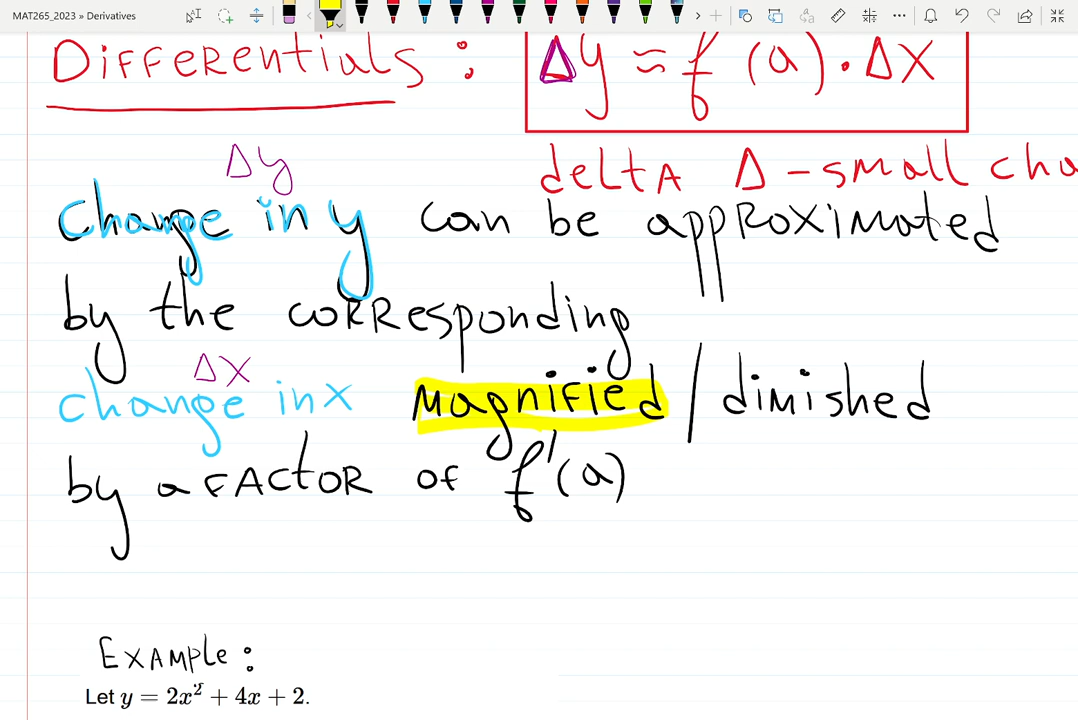 MAT265_2023 » Derivatives
Differentials : Δy ≈ f (a) · Δx
delta Δ - small cha
Δy
change in y can be approximated
by the corresponding
Δx
change in x magnified / dimished
by a factor of f'(a)
Example :
Let y = 2x² + 4x + 2.